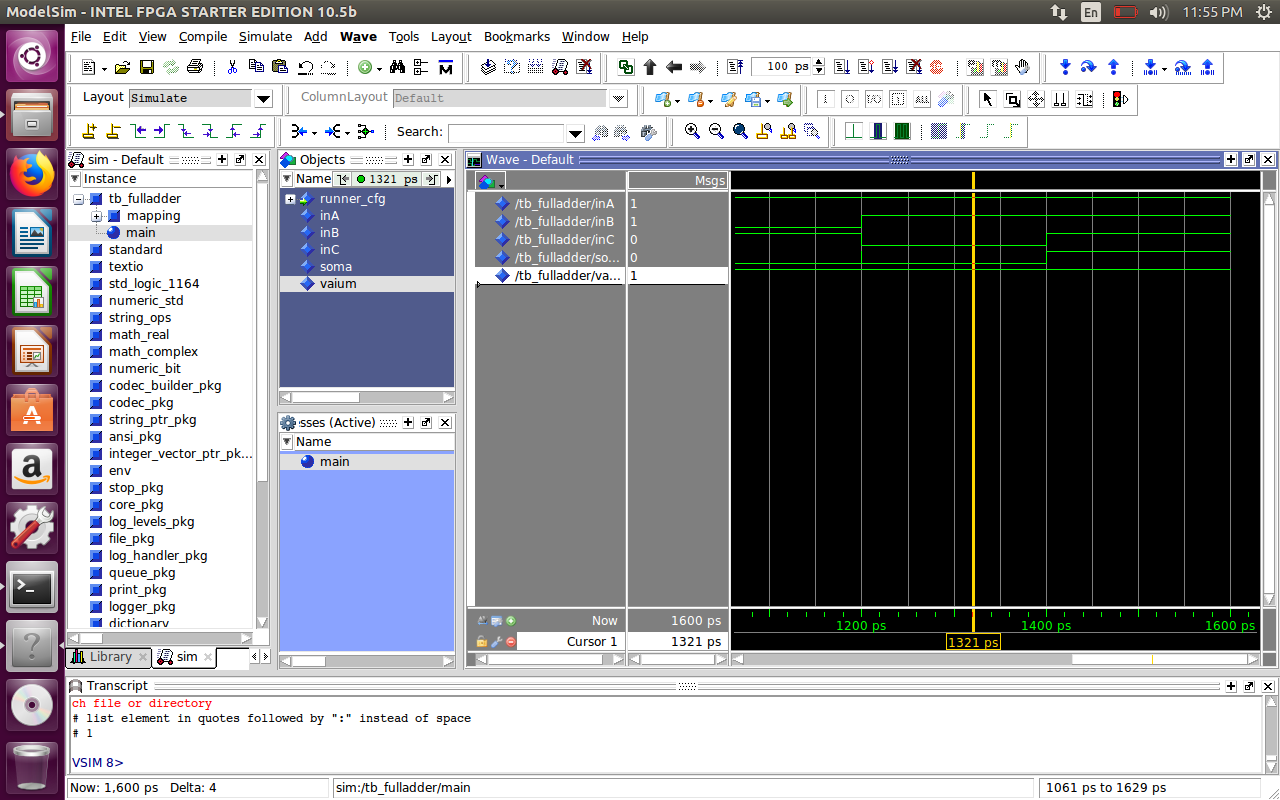 ModelSim - INTEL FPGA STARTER EDITION 10.5b
En
11:55 PM
File Edit View Compile Simulate Add Wave Tools Layout Bookmarks Window Help
100 ps
Layout Simulate
ColumnLayout Default
Search:
sim - Default
Instance
tb_fulladder
mapping
main
standard
textio
std_logic_1164
numeric_std
string_ops
math_real
math_complex
numeric_bit
codec_builder_pkg
codec_pkg
string_ptr_pkg
ansi_pkg
integer_vector_ptr_pk...
env
stop_pkg
core_pkg
log_levels_pkg
file_pkg
log_handler_pkg
queue_pkg
print_pkg
logger_pkg
dictionary
Library
sim
Objects
Name 1321 ps
runner_cfg
inA
inB
inC
soma
vaium
sses (Active)
Name
main
Wave - Default
Msgs
/tb_fulladder/inA 1
/tb_fulladder/inB 1
/tb_fulladder/inC 0
/tb_fulladder/so... 0
/tb_fulladder/va... 1
Now 1600 ps
Cursor 1 1321 ps
1200 ps 1400 ps 1600 ps
1321 ps
Transcript
ch file or directory
# list element in quotes followed by ":" instead of space
# 1
VSIM 8>
Now: 1,600 ps Delta: 4
sim:/tb_fulladder/main
1061 ps to 1629 ps